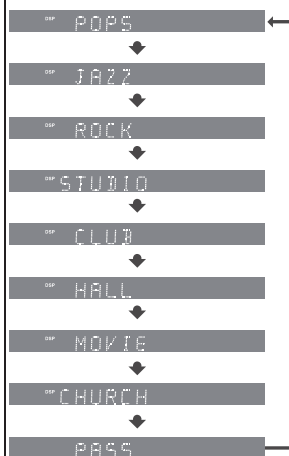 DSP POPS
DSP JAZZ
DSP ROCK
DSP STUDIO
DSP CLUB
DSP HALL
DSP MOVIE
DSP CHURCH
PASS